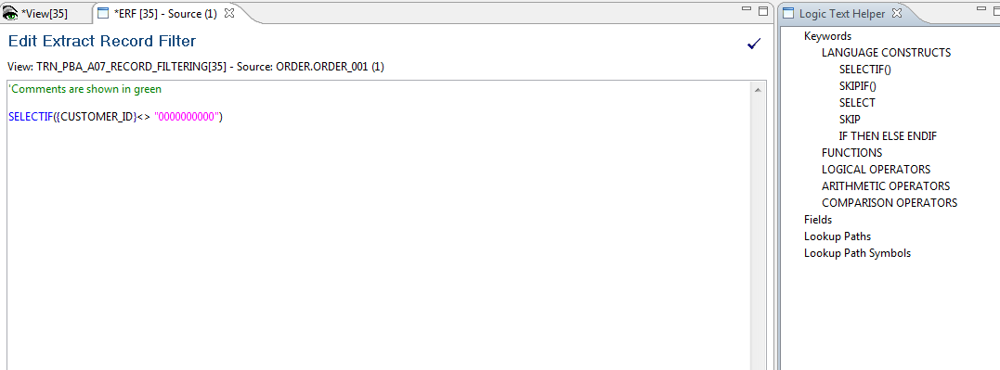 *View[35]
*ERF [35] - Source (1)
Edit Extract Record Filter
View: TRN_PBA_A07_RECORD_FILTERING[35] - Source: ORDER.ORDER_001 (1)
'Comments are shown in green
SELECTIF({CUSTOMER_ID}<> "0000000000")
Logic Text Helper
Keywords
LANGUAGE CONSTRUCTS
SELECTIF()
SKIPIF()
SELECT
SKIP
IF THEN ELSE ENDIF
FUNCTIONS
LOGICAL OPERATORS
ARITHMETIC OPERATORS
COMPARISON OPERATORS
Fields
Lookup Paths
Lookup Path Symbols